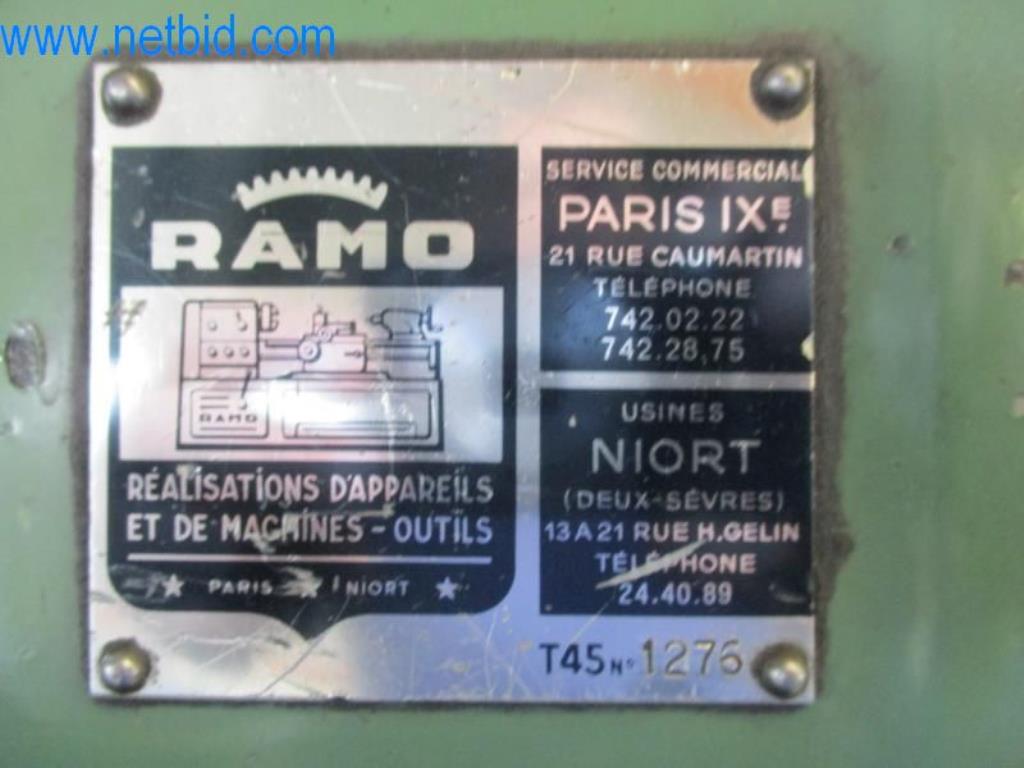 www.netbid.com
RAMO
RAMO
RÉALISATIONS D'APPAREILS
ET DE MACHINES - OUTILS
PARIS NIORT
SERVICE COMMERCIAL
PARIS IXE
21 RUE CAUMARTIN
TÉLÉPHONE
742.02.22
742.28,75
USINES
NIORT
(DEUX-SÈVRES)
13 A 21 RUE H.GELIN
TÉLÉPHONE
24.40.89
T45 No 1276